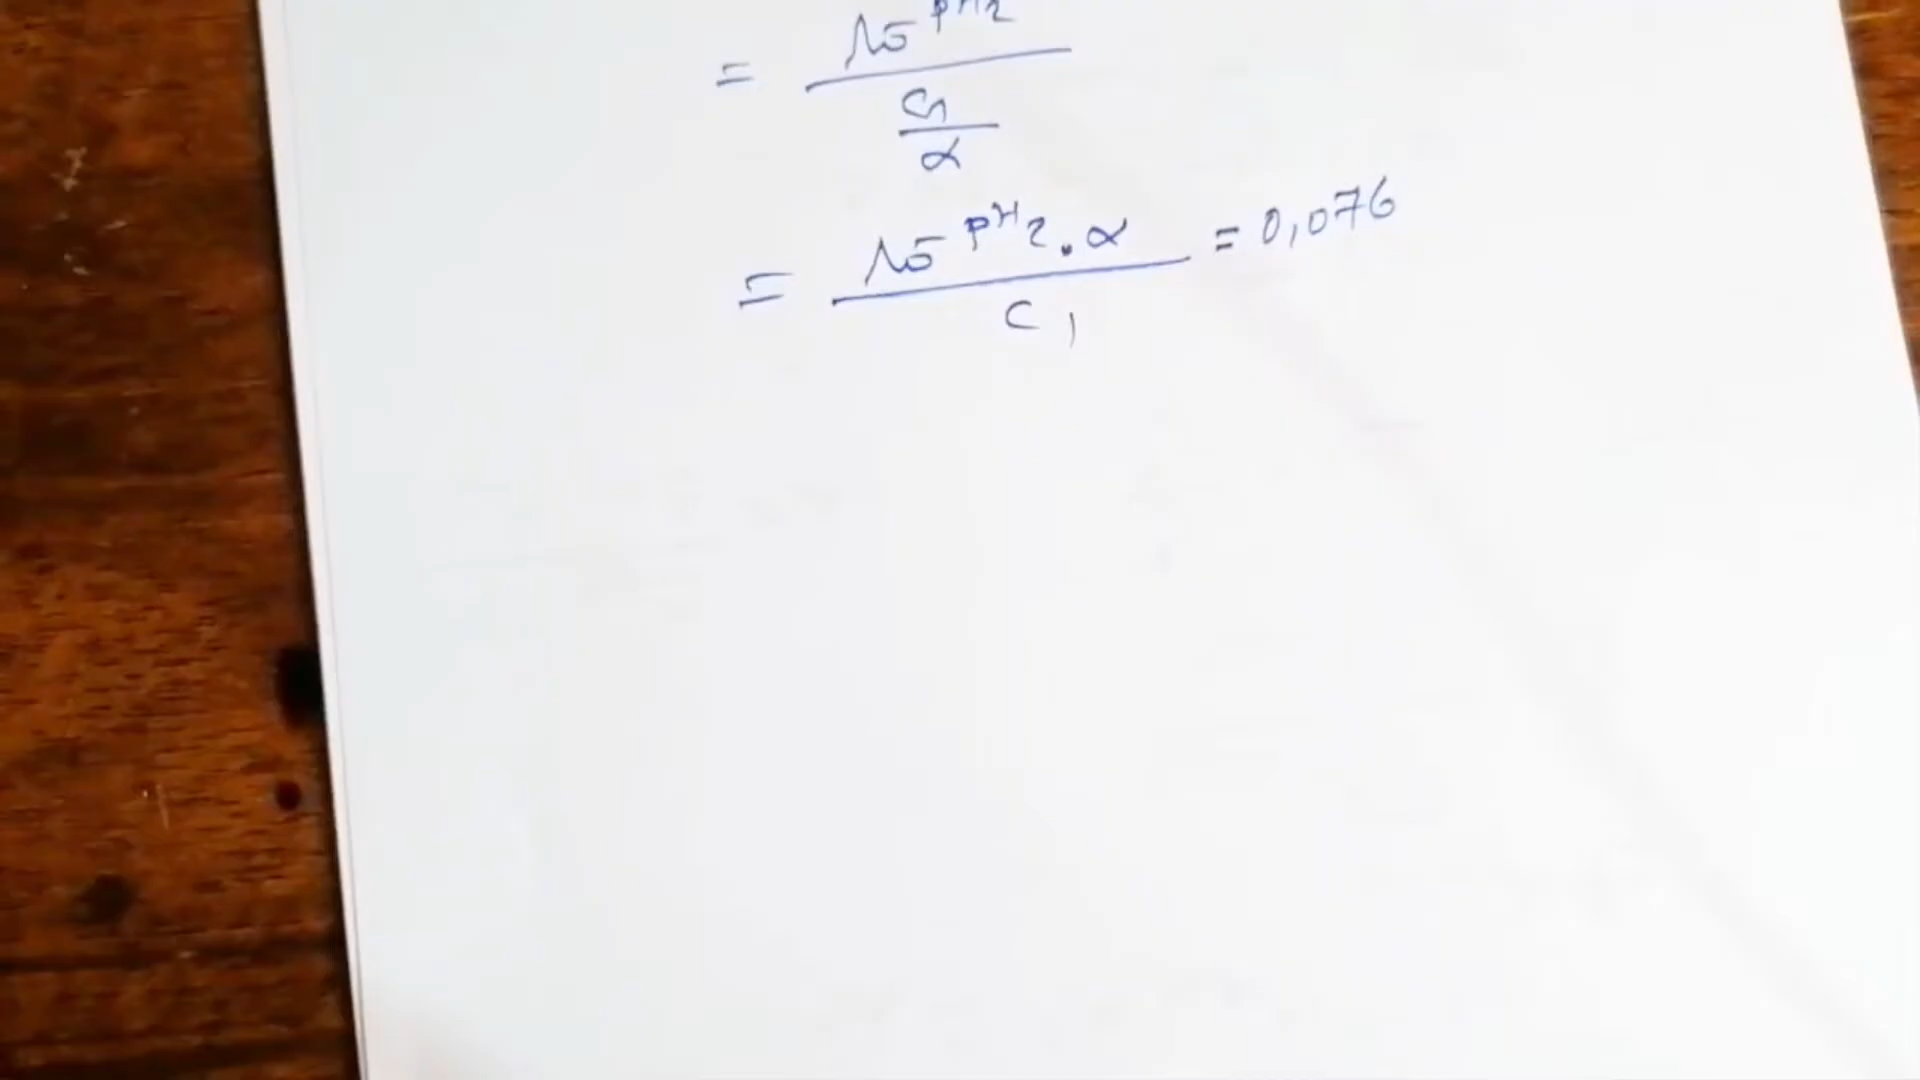 = 10^-pH2 / (C1/α)
= 10^-pH2 . α / C1 = 0,076